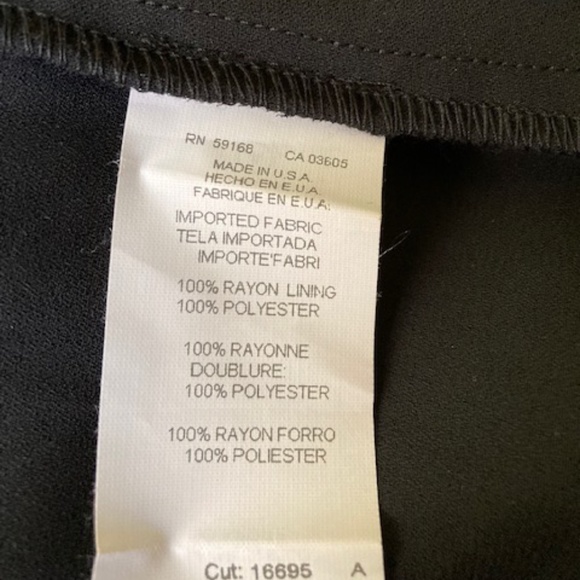 RN 59168 CA 03605
MADE IN U.S.A.
HECHO EN E.U.A.
FABRIQUE EN E.U.A.
IMPORTED FABRIC
TELA IMPORTADA
IMPORTE'FABRI
100% RAYON LINING
100% POLYESTER
100% RAYONNE
DOUBLURE:
100% POLYESTER
100% RAYON FORRO
100% POLIESTER
Cut: 16695 A